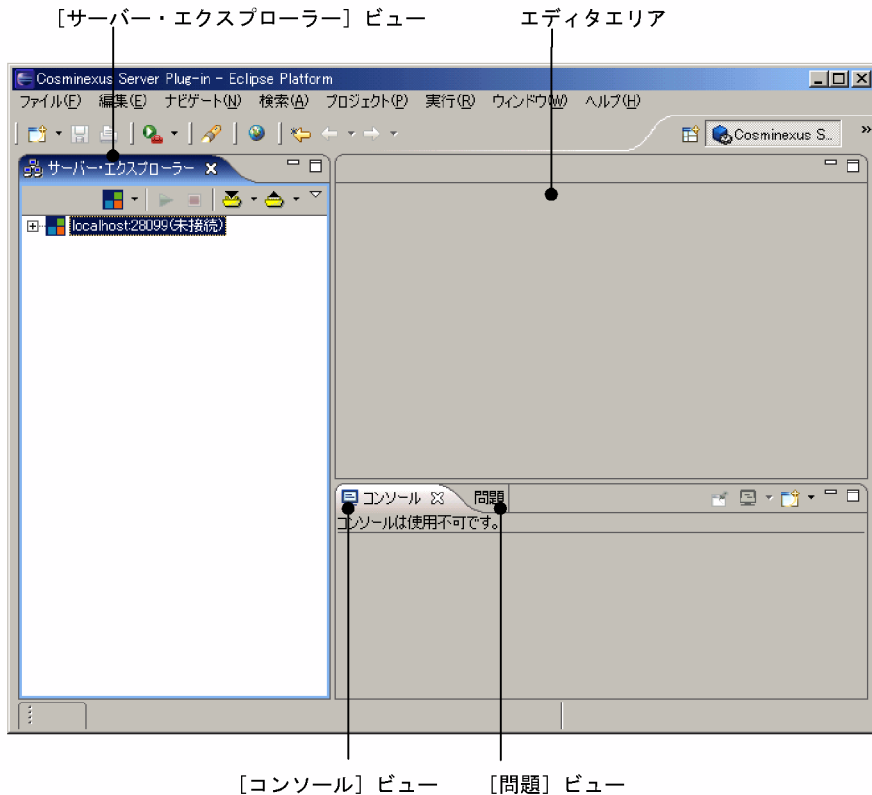 ［サーバー・エクスプローラー］ビュー
エディタエリア
Cosminexus Server Plug-in - Eclipse Platform
ファイル(F) 編集(E) ナビゲート(N) 検索(A) プロジェクト(P) 実行(R) ウィンドウ(W) ヘルプ(H)
Cosminexus S...
サーバー・エクスプローラー
localhost:28099(未接続)
コンソール 問題
コンソールは使用不可です。
［コンソール］ビュー
［問題］ビュー